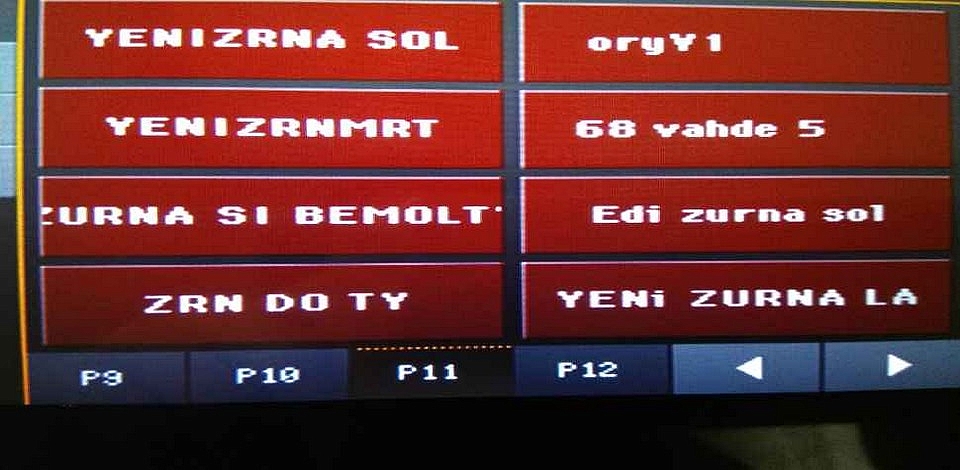 YENIZRNA SOL
oryY1
YENIZRNMRT
68 vahde 5
ZURNA SI BEMOLT'
Edi zurna sol
ZRN DO TY
YENi ZURNA LA
P9 P10 P11 P12